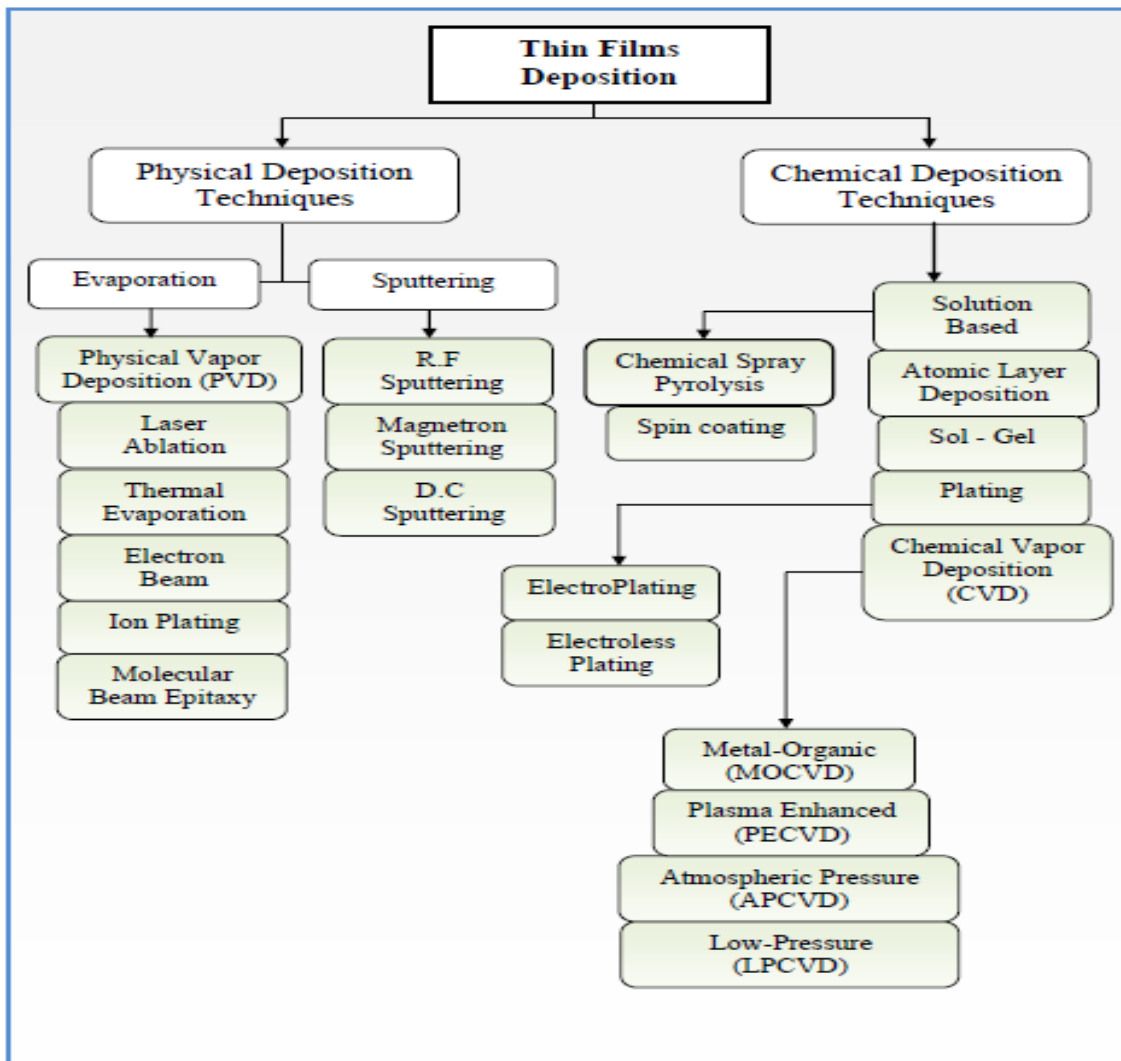 Thin Films
Deposition
Physical Deposition
Techniques
Chemical Deposition
Techniques
Evaporation
Sputtering
Physical Vapor
Deposition (PVD)
Laser
Ablation
Thermal
Evaporation
Electron
Beam
Ion Plating
Molecular
Beam Epitaxy
R.F
Sputtering
Magnetron
Sputtering
D.C
Sputtering
Solution
Based
Atomic Layer
Deposition
Sol - Gel
Plating
Chemical Vapor
Deposition
(CVD)
Chemical Spray
Pyrolysis
Spin coating
ElectroPlating
Electroless
Plating
Metal-Organic
(MOCVD)
Plasma Enhanced
(PECVD)
Atmospheric Pressure
(APCVD)
Low-Pressure
(LPCVD)